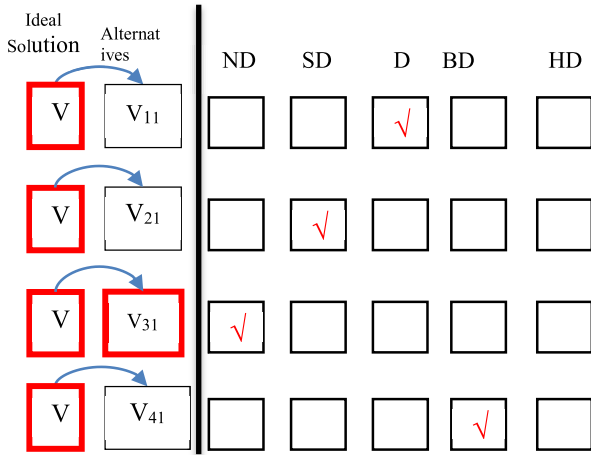 Ideal
Solution
Alternat
ives
ND SD D BD HD
V V11 √
V V21 √
V V31 √
V V41 √